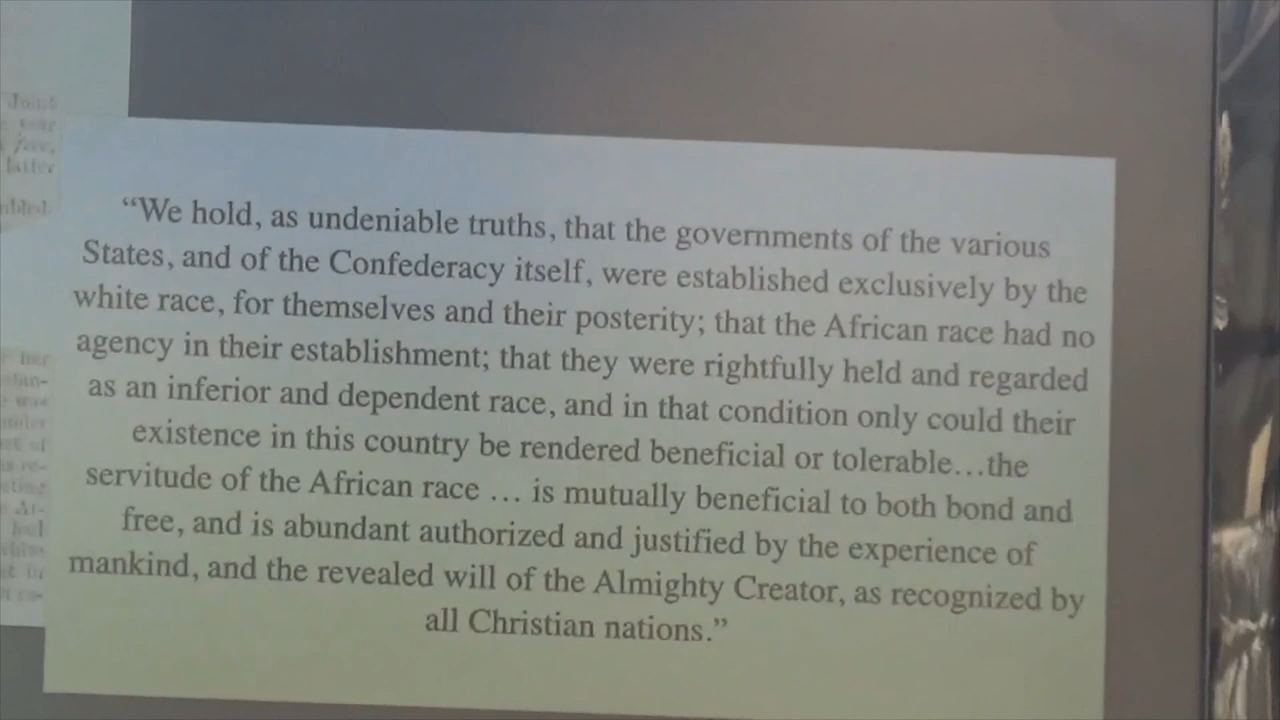 Joint
latter
“We hold, as undeniable truths, that the governments of the various
States, and of the Confederacy itself, were established exclusively by the
white race, for themselves and their posterity; that the African race had no
agency in their establishment; that they were rightfully held and regarded
as an inferior and dependent race, and in that condition only could their
existence in this country be rendered beneficial or tolerable…the
servitude of the African race … is mutually beneficial to both bond and
free, and is abundant authorized and justified by the experience of
mankind, and the revealed will of the Almighty Creator, as recognized by
all Christian nations.”